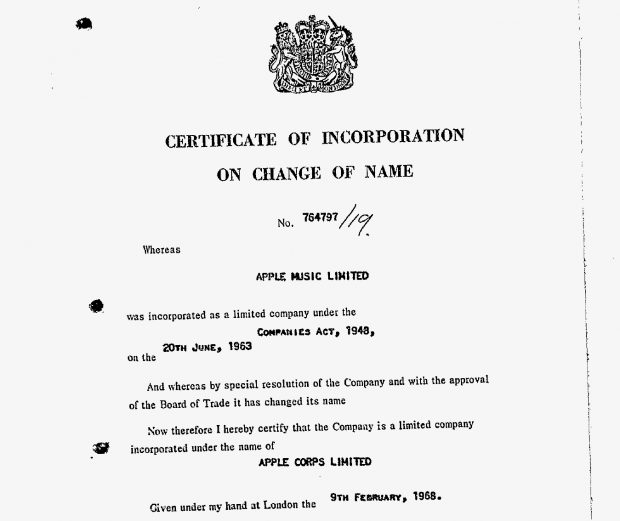 CERTIFICATE OF INCORPORATION
ON CHANGE OF NAME
No. 764797/19.
Whereas
APPLE MUSIC LIMITED
was incorporated as a limited company under the
COMPANIES ACT, 1948,
on the 20TH JUNE, 1963
And whereas by special resolution of the Company and with the approval
of the Board of Trade it has changed its name
Now therefore I hereby certify that the Company is a limited company
incorporated under the name of
APPLE CORPS LIMITED
Given under my hand at London the 9TH FEBRUARY, 1968.